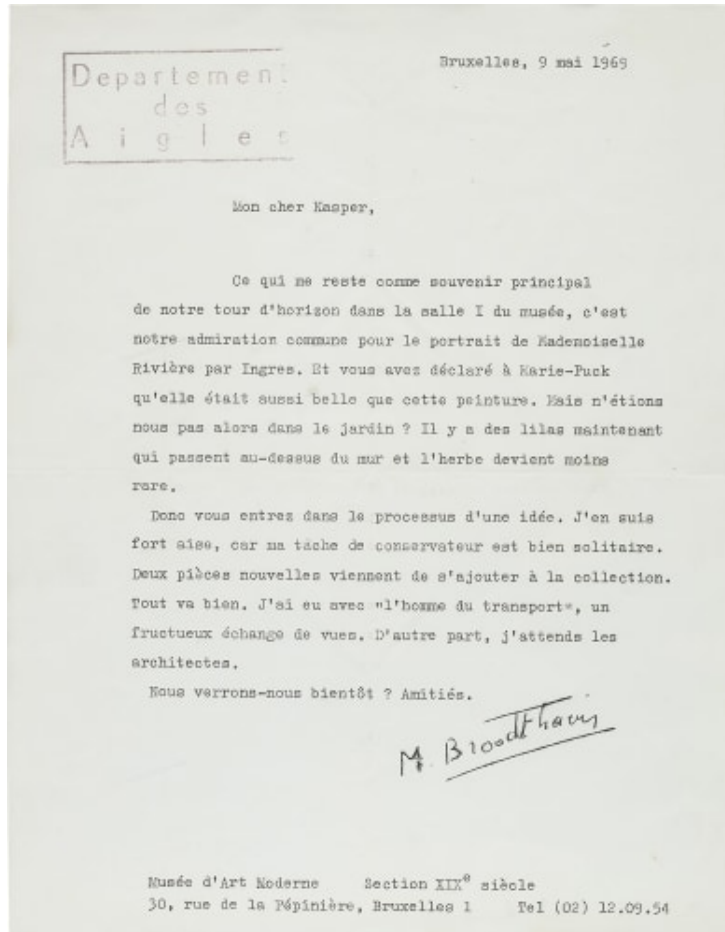 Departement
des
Aigles
Bruxelles, 9 mai 1969
Mon cher Kasper,
Ce qui me reste comme souvenir principal
de notre tour d'horizon dans la salle I du musée, c'est
notre admiration commune pour le portrait de Mademoiselle
Rivière par Ingres. Et vous avez déclaré à Marie-Puck
qu'elle était aussi belle que cette peinture. Mais n'étions
nous pas alors dans le jardin ? Il y a des lilas maintenant
qui passent au-dessus du mur et l'herbe devient moins
rare.
Donc vous entrez dans le processus d'une idée. J'en suis
fort aise, car ma tâche de conservateur est bien solitaire.
Deux pièces nouvelles viennent de s'ajouter à la collection.
Tout va bien. J'ai eu avec "l'homme du transport", un
fructueux échange de vues. D'autre part, j'attends les
architectes.
Nous verrons-nous bientôt ? Amitiés.
M. Broodthaers
Musée d'Art Moderne Section XIXe siècle
30, rue de la Pépinière, Bruxelles 1 Tel (02) 12.09.54